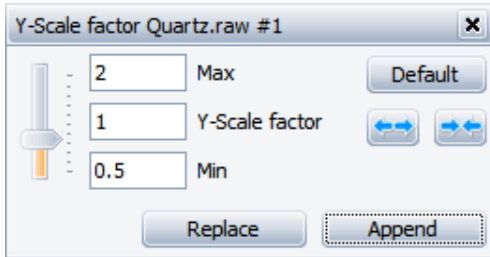 Y-Scale factor Quartz.raw #1
2 Max Default
1 Y-Scale factor
0.5 Min
Replace Append